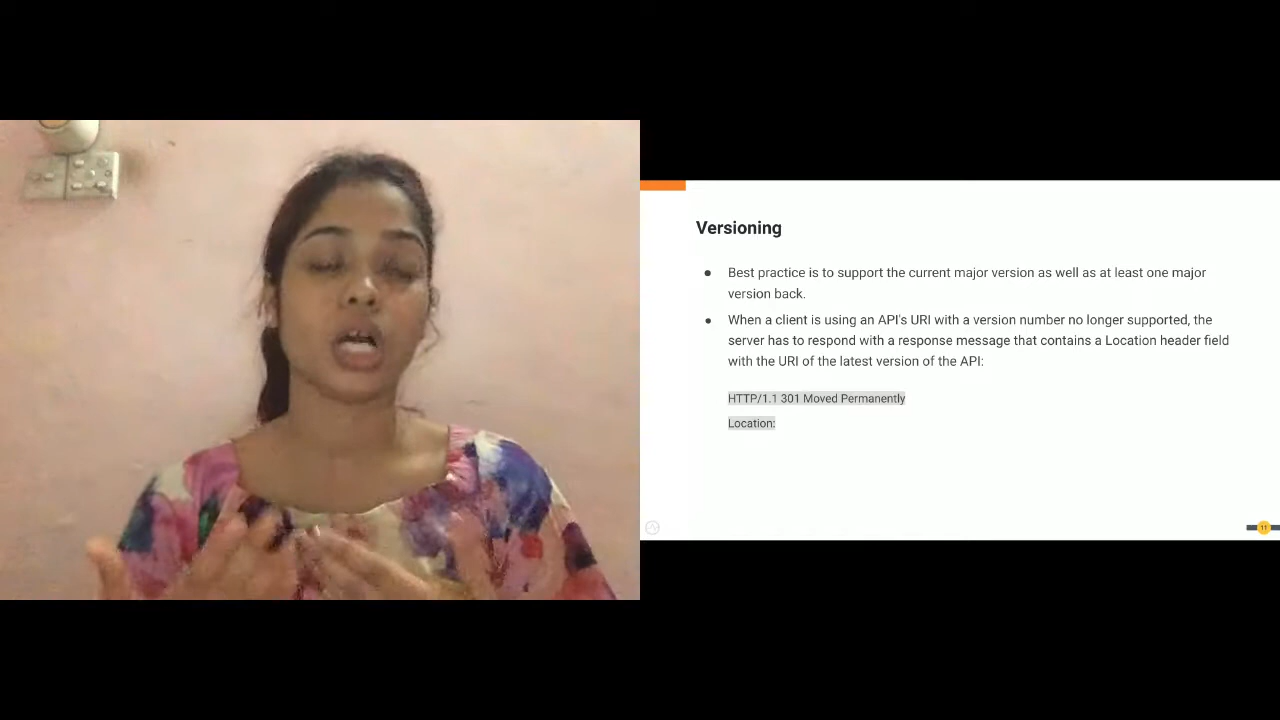 Versioning
● Best practice is to support the current major version as well as at least one major
version back.
● When a client is using an API's URI with a version number no longer supported, the
server has to respond with a response message that contains a Location header field
with the URI of the latest version of the API:
HTTP/1.1 301 Moved Permanently
Location:
11